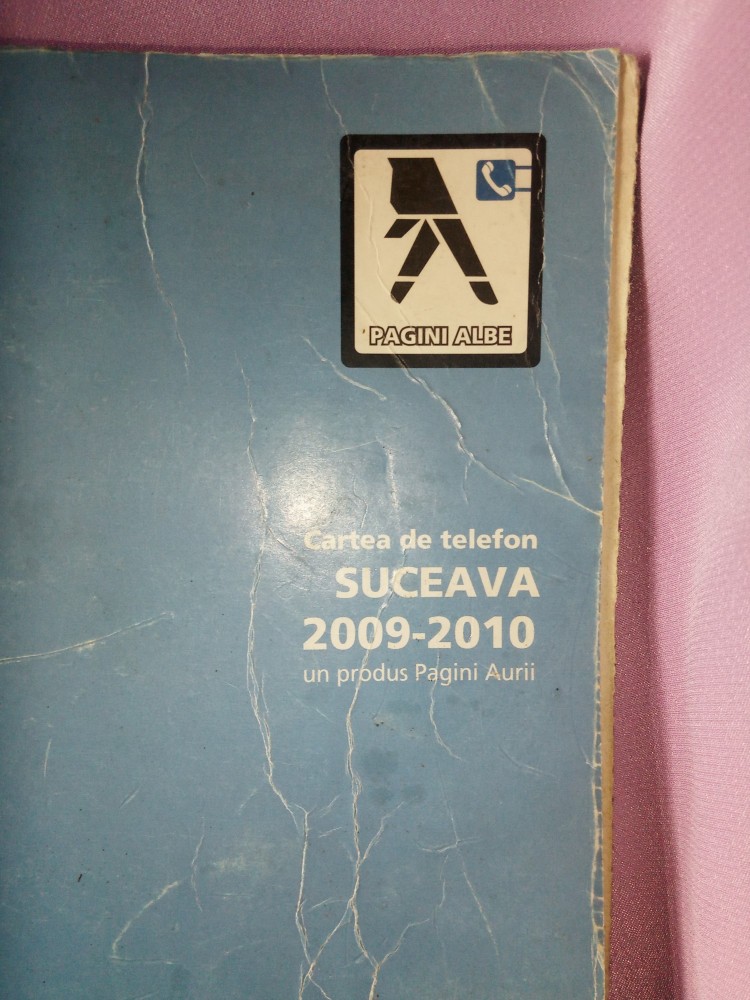 PAGINI ALBE
Cartea de telefon
SUCEAVA
2009-2010
un produs Pagini Aurii